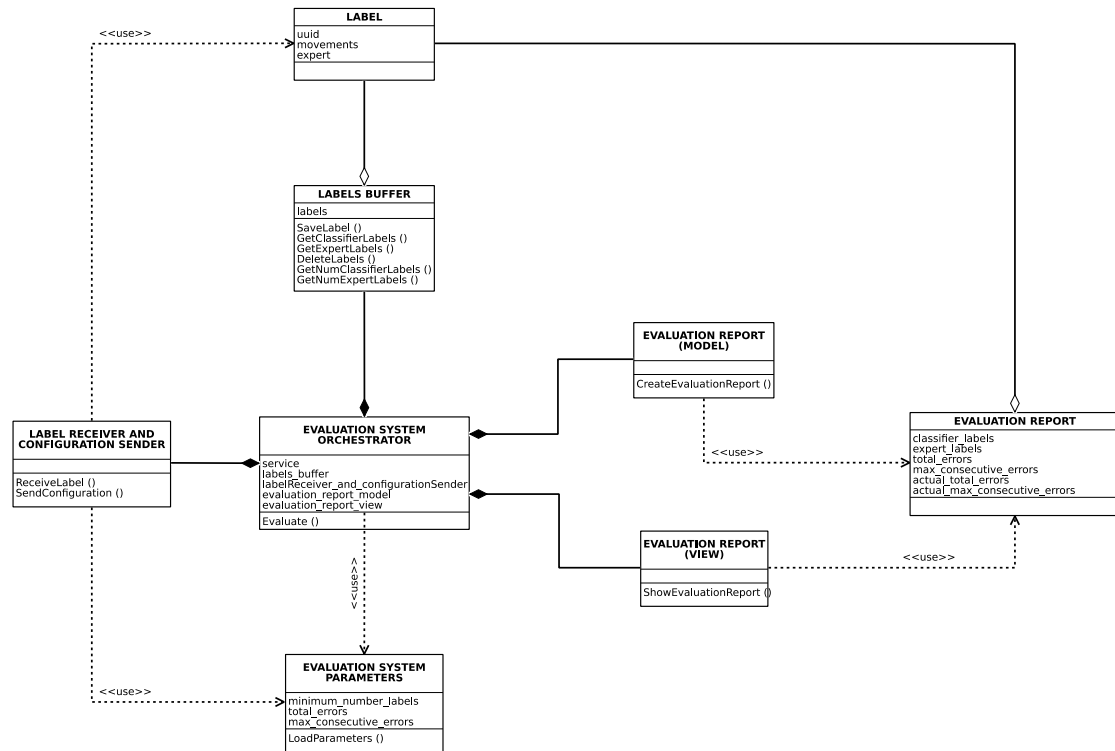 LABEL
uuid
movements
expert
<<use>>
LABELS BUFFER
labels
SaveLabel ()
GetClassifierLabels ()
GetExpertLabels ()
DeleteLabels ()
GetNumClassifierLabels ()
GetNumExpertLabels ()
EVALUATION REPORT
(MODEL)
CreateEvaluationReport ()
<<use>>
EVALUATION REPORT
classifier_labels
expert_labels
total_errors
max_consecutive_errors
actual_total_errors
actual_max_consecutive_errors
LABEL RECEIVER AND
CONFIGURATION SENDER
ReceiveLabel ()
SendConfiguration ()
EVALUATION SYSTEM
ORCHESTRATOR
service
labels_buffer
labelReceiver_and_configurationSender
evaluation_report_model
evaluation_report_view
Evaluate ()
EVALUATION REPORT
(VIEW)
ShowEvaluationReport ()
<<use>>
<<use>>
<<use>>
EVALUATION SYSTEM
PARAMETERS
minimum_number_labels
total_errors
max_consecutive_errors
LoadParameters ()